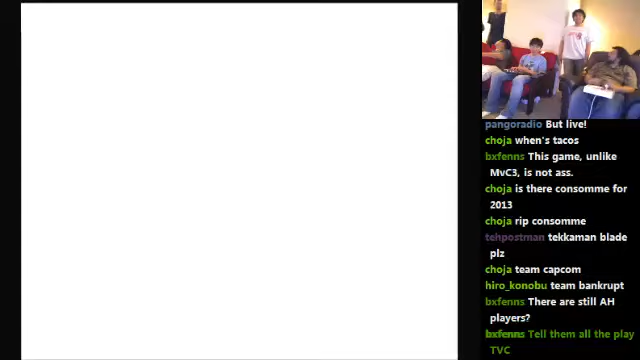 pangoradio But live!
choja when's tacos
bxfenns This game, unlike
MvC3, is not ass.
choja is there consomme for
2013
choja rip consomme
tehpostman tekkaman blade
plz
choja team capcom
hiro_konobu team bankrupt
bxfenns There are still AH
players?
bxfenns Tell them all the play
TVC